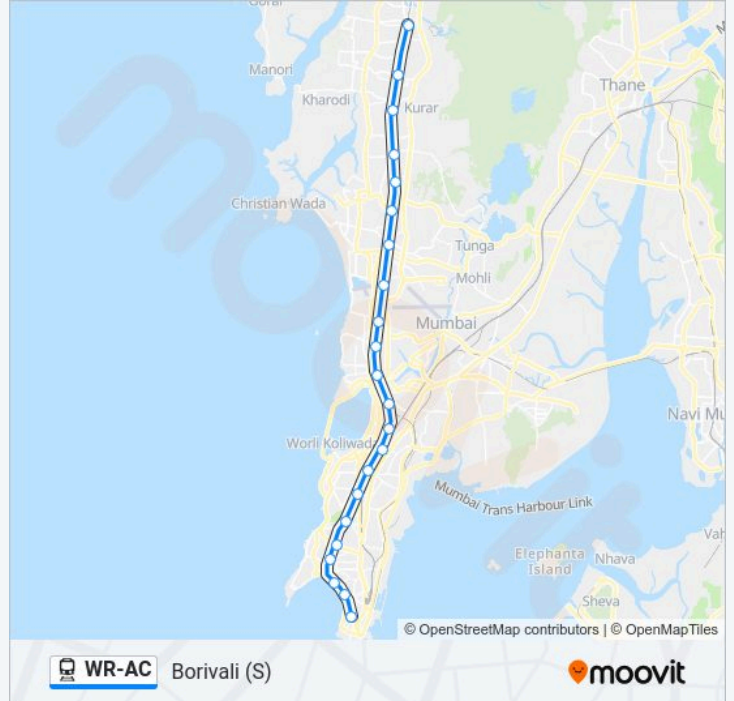 Gorai
Manori
Kharodi
Kurar
Thane
Christian Wada
Tunga
Mohli
Mumbai
Navi Mu
Worli Koliwada
Mumbai Trans Harbour Link
Elephanta
Island
Nhava
Vah
Sheva
© OpenStreetMap contributors | © OpenMapTiles
WR-AC Borivali (S)
moovit
moovit